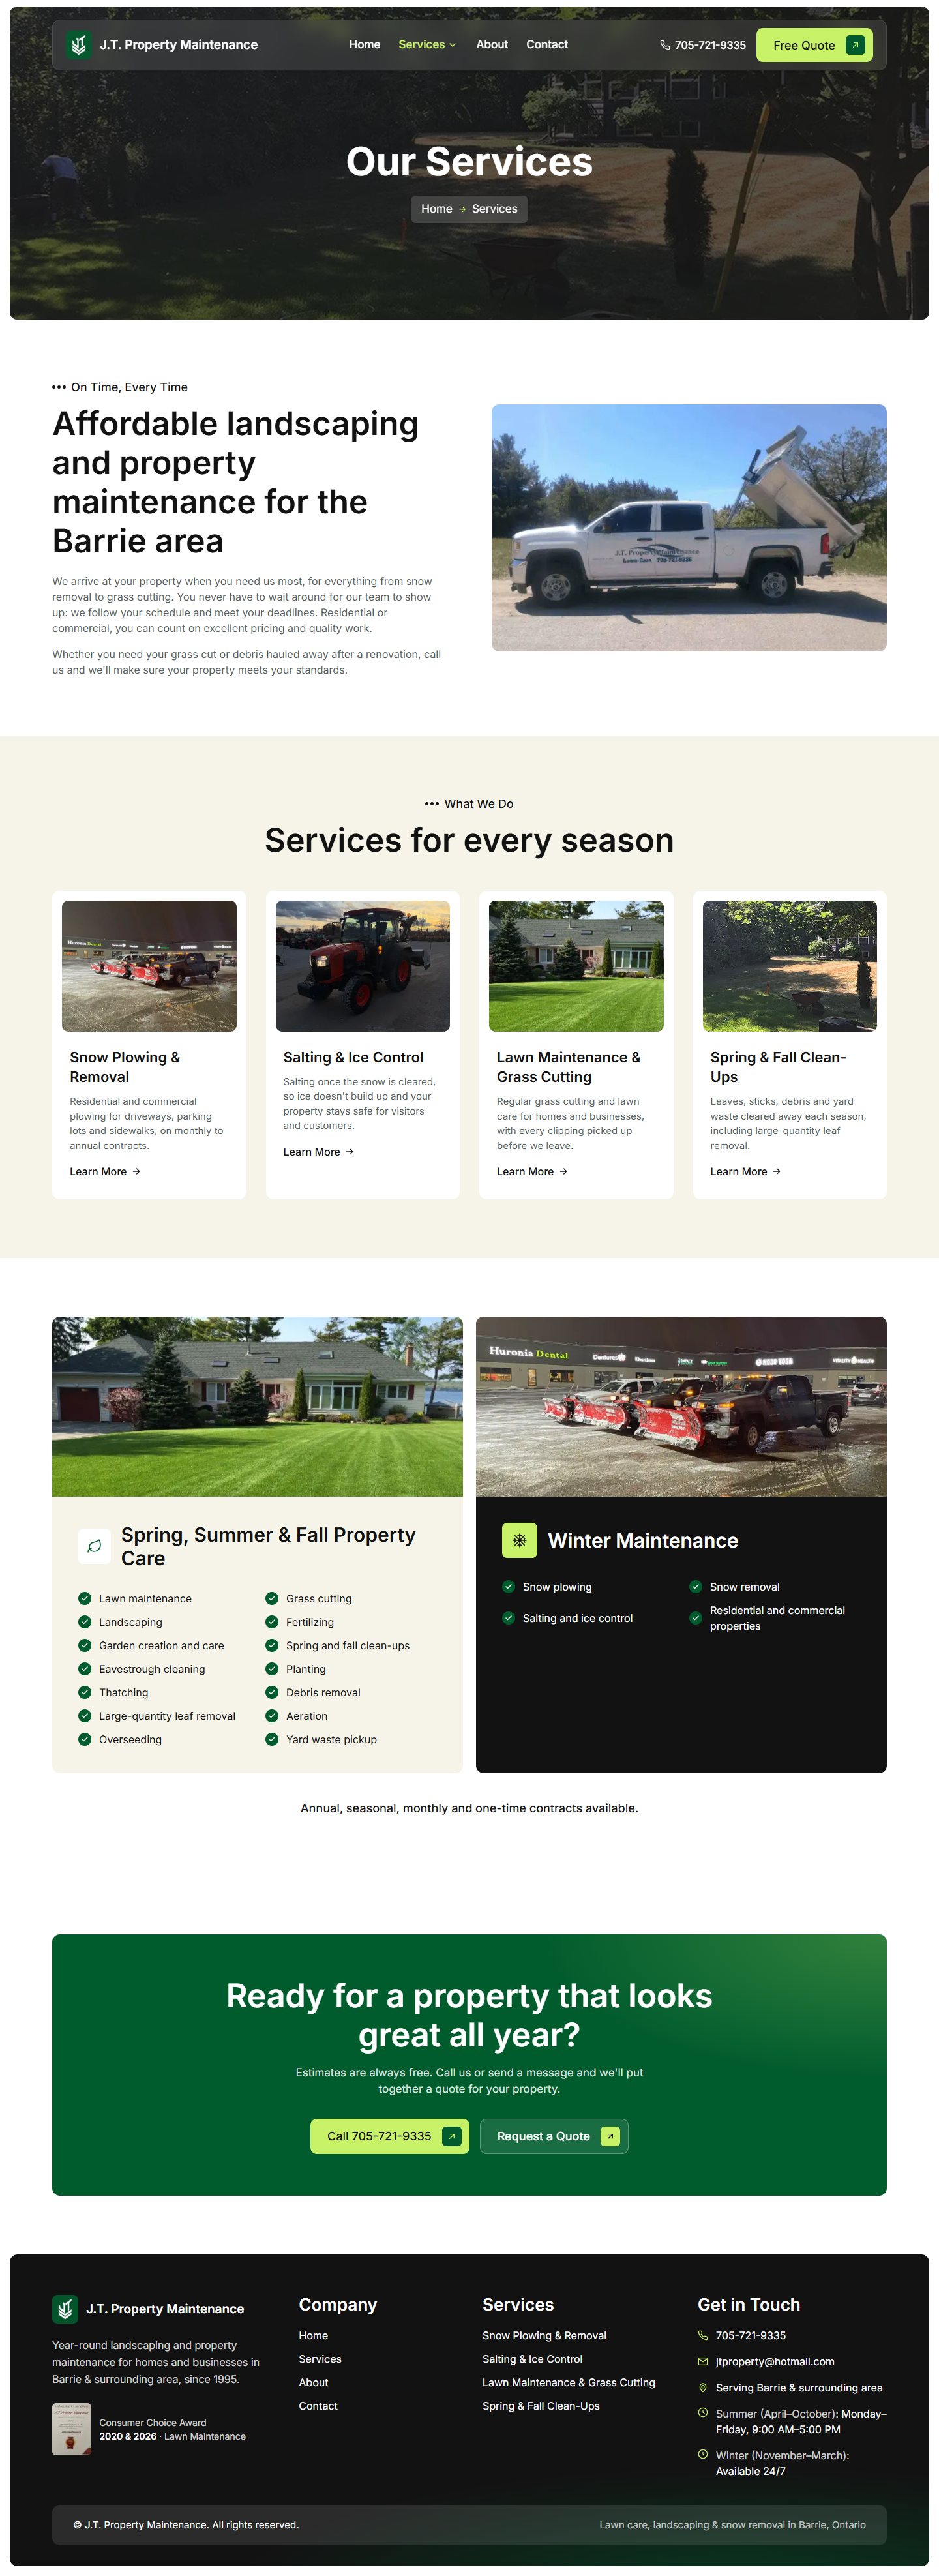 J.T. Property Maintenance
Home
Services
About
Contact
705-721-9335
Free Quote
Our Services
Home → Services
On Time, Every Time
Affordable landscaping
and property
maintenance for the
Barrie area
We arrive at your property when you need us most, for everything from snow
removal to grass cutting. You never have to wait around for our team to show
up: we follow your schedule and meet your deadlines. Residential or
commercial, you can count on excellent pricing and quality work.
Whether you need your grass cut or debris hauled away after a renovation, call
us and we'll make sure your property meets your standards.
J.T. Property Maintenance
Lawn Care 705-721-9335
What We Do
Services for every season
Huronia Dental
Snow Plowing &
Removal
Residential and commercial
plowing for driveways, parking
lots and sidewalks, on monthly to
annual contracts.
Learn More →
Salting & Ice Control
Salting once the snow is cleared,
so ice doesn't build up and your
property stays safe for visitors
and customers.
Learn More →
Lawn Maintenance &
Grass Cutting
Regular grass cutting and lawn
care for homes and businesses,
with every clipping picked up
before we leave.
Learn More →
Spring & Fall Clean-
Ups
Leaves, sticks, debris and yard
waste cleared away each season,
including large-quantity leaf
removal.
Learn More →
Spring, Summer & Fall Property
Care
Lawn maintenance
Grass cutting
Landscaping
Fertilizing
Garden creation and care
Spring and fall clean-ups
Eavestrough cleaning
Planting
Thatching
Debris removal
Large-quantity leaf removal
Aeration
Overseeding
Yard waste pickup
Huronia Dental
Dentures
VITALITY HEALTH
Winter Maintenance
Snow plowing
Snow removal
Salting and ice control
Residential and commercial
properties
Annual, seasonal, monthly and one-time contracts available.
Ready for a property that looks
great all year?
Estimates are always free. Call us or send a message and we'll put
together a quote for your property.
Call 705-721-9335
Request a Quote
J.T. Property Maintenance
Year-round landscaping and property
maintenance for homes and businesses in
Barrie & surrounding area, since 1995.
Consumer Choice Award
2020 & 2026 · Lawn Maintenance
Company
Home
Services
About
Contact
Services
Snow Plowing & Removal
Salting & Ice Control
Lawn Maintenance & Grass Cutting
Spring & Fall Clean-Ups
Get in Touch
705-721-9335
jtproperty@hotmail.com
Serving Barrie & surrounding area
Summer (April–October): Monday–
Friday, 9:00 AM–5:00 PM
Winter (November–March):
Available 24/7
© J.T. Property Maintenance. All rights reserved.
Lawn care, landscaping & snow removal in Barrie, Ontario